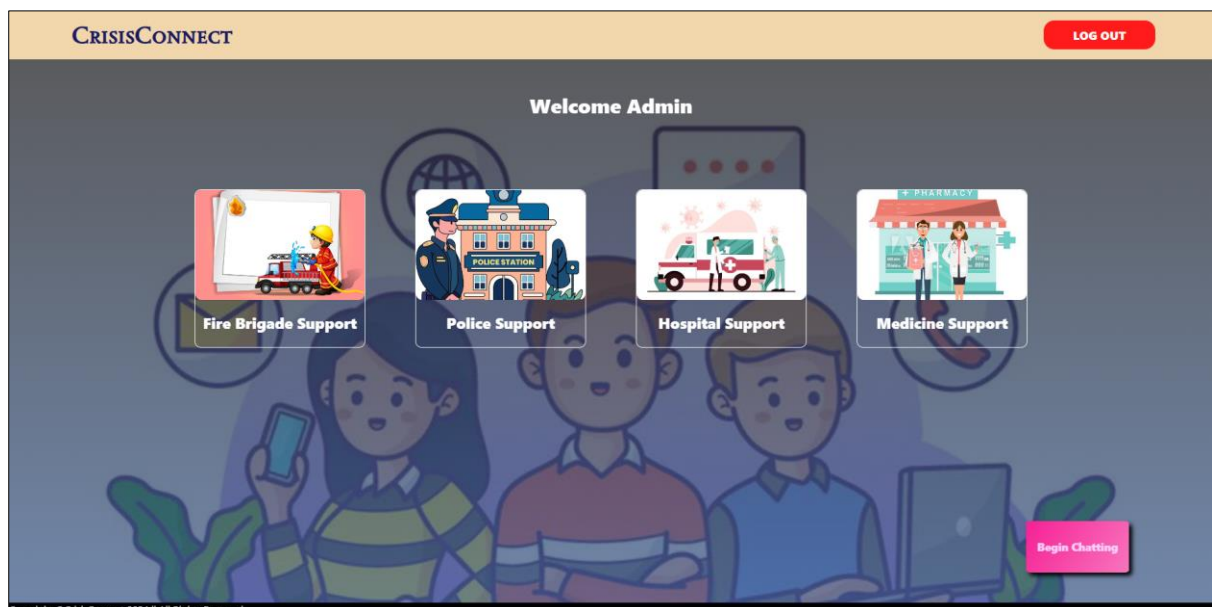 CRISISCONNECT
LOG OUT
Welcome Admin
+ PHARMACY
POLICE STATION
Fire Brigade Support
Police Support
Hospital Support
Medicine Support
Begin Chatting